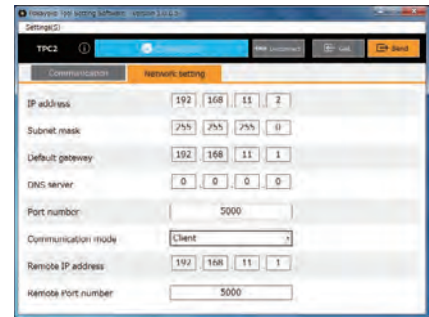 Settings(S)
TPC2 Disconnect Get Send
Communication Network setting
IP address 192 168 11 2
Subnet mask 255 255 255 0
Default gateway 192 168 11 1
DNS server 0 0 0 0
Port number 5000
Communication mode Client
Remote IP address 192 168 11 1
Remote Port number 5000